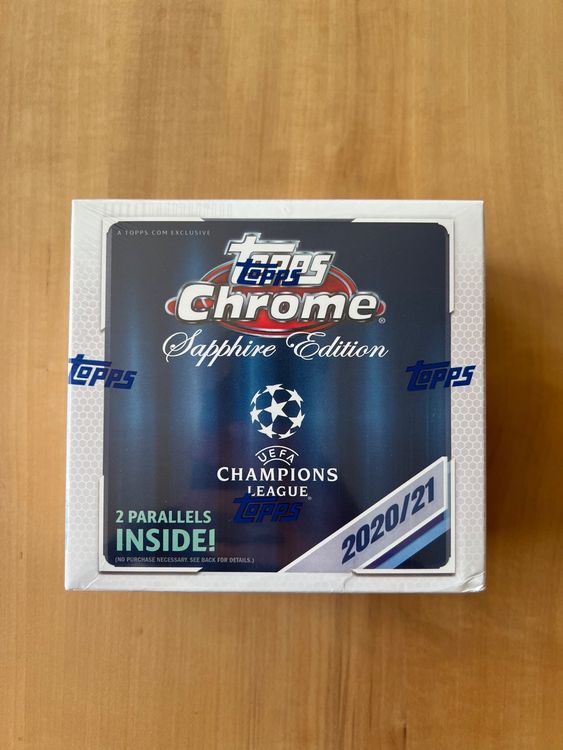 A TOPPS.COM EXCLUSIVE
TOPPS
TOPPS
Chrome®
Sapphire Edition
TOPPS
TOPPS
UEFA
CHAMPIONS
LEAGUE®
TOPPS
2 PARALLELS
INSIDE!
(NO PURCHASE NECESSARY. SEE BACK FOR DETAILS.)
2020/21